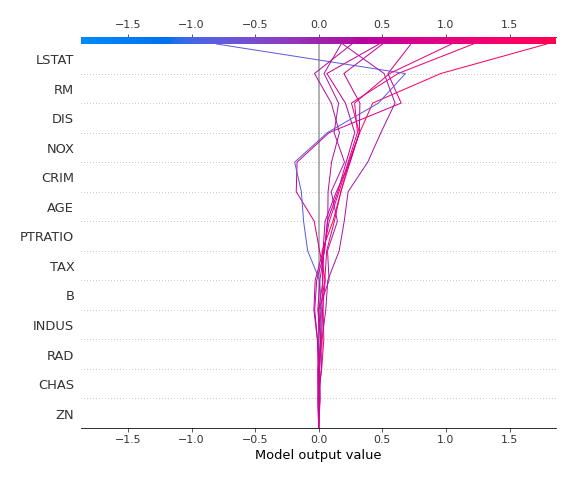 −1.5 −1.0 −0.5 0.0 0.5 1.0 1.5
LSTAT
RM
DIS
NOX
CRIM
AGE
PTRATIO
TAX
B
INDUS
RAD
CHAS
ZN
−1.5 −1.0 −0.5 0.0 0.5 1.0 1.5
Model output value